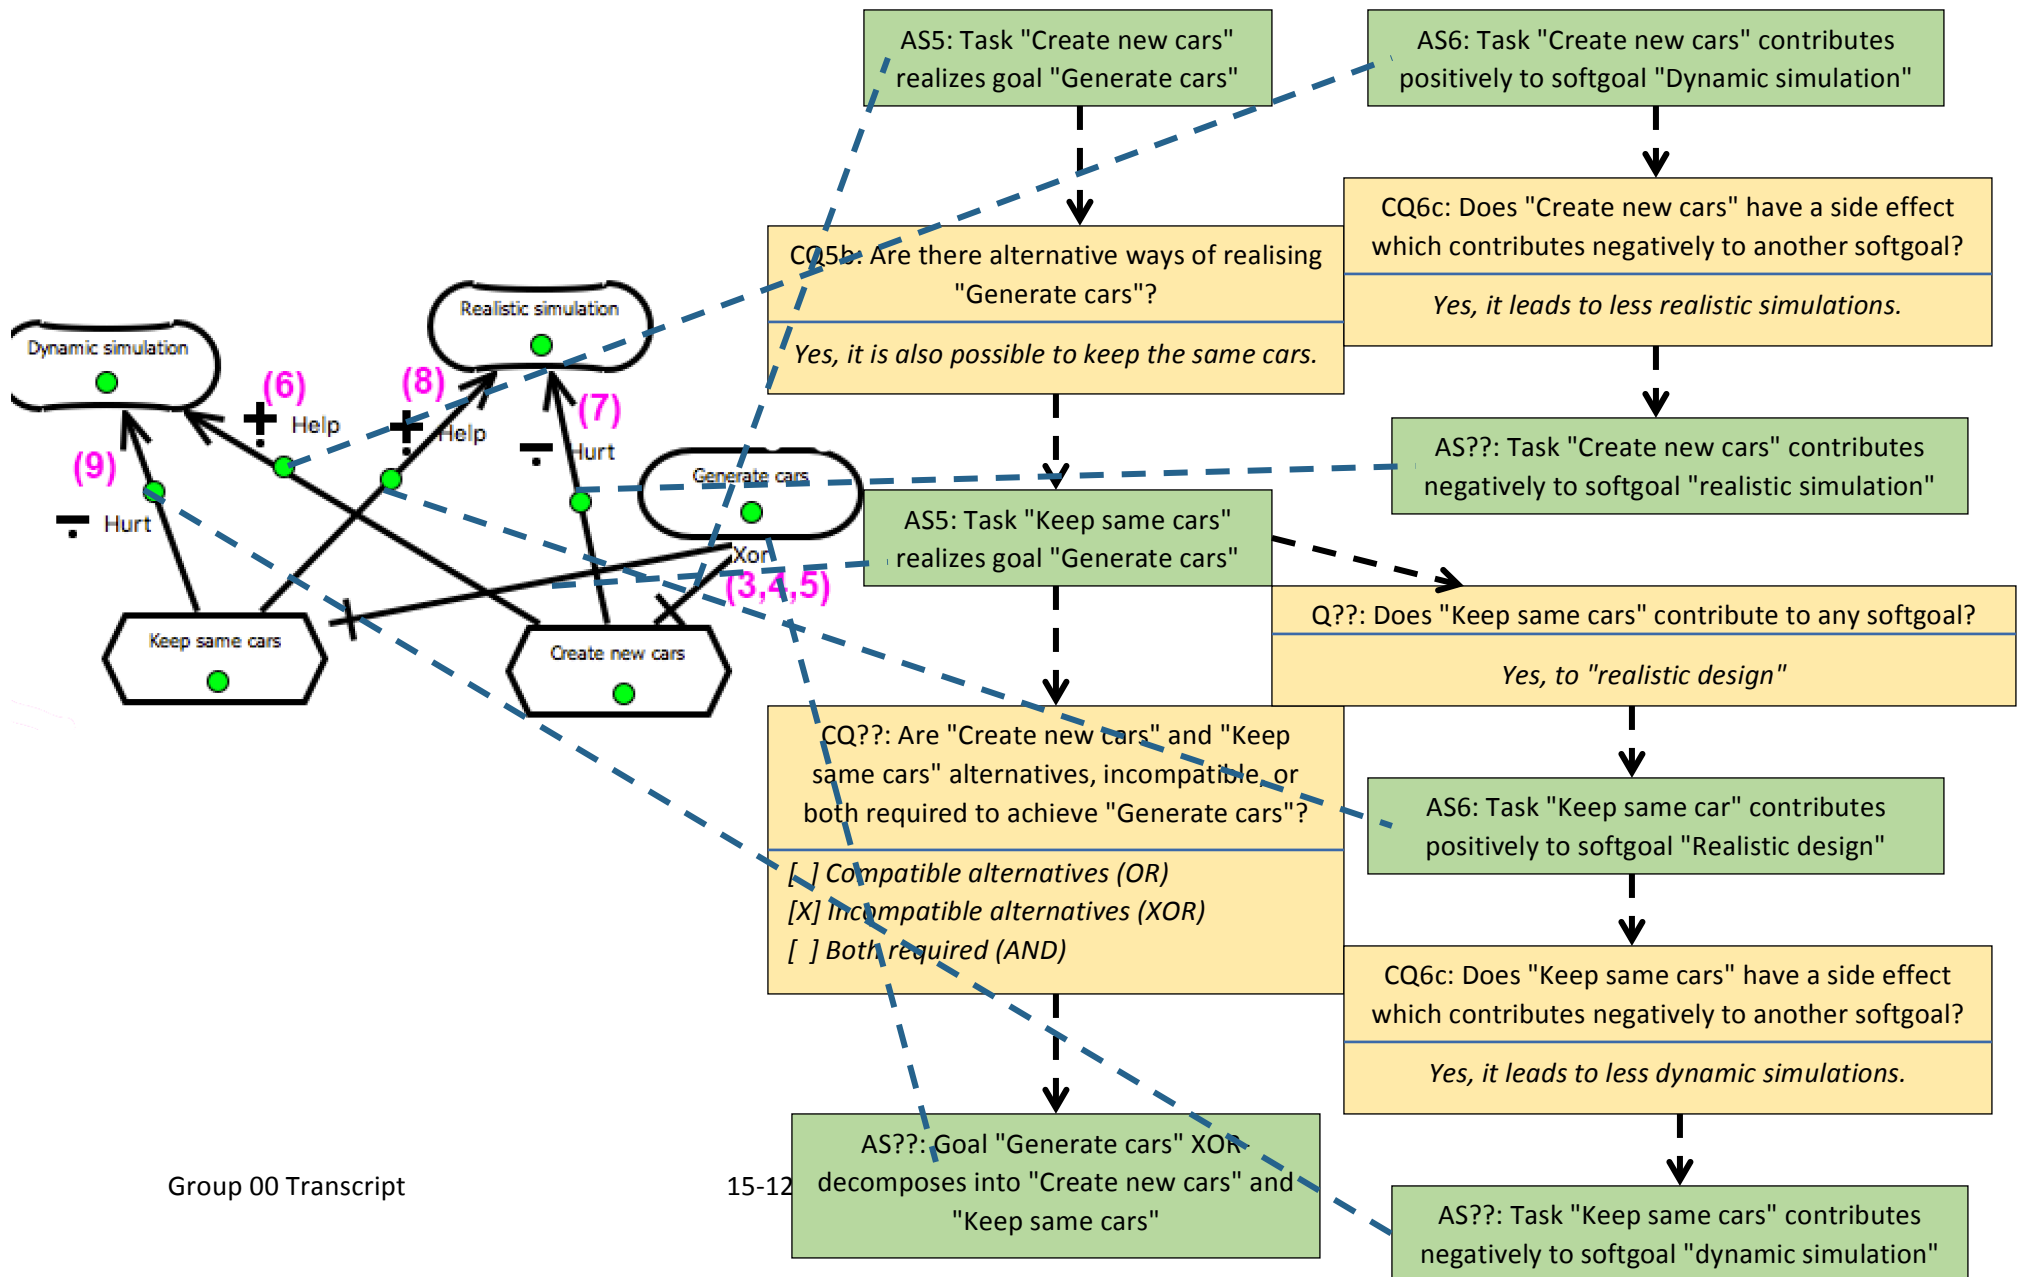 AS5: Task "Create new cars"
realizes goal "Generate cars"
AS6: Task "Create new cars" contributes
positively to softgoal "Dynamic simulation"
CQ6c: Does "Create new cars" have a side effect
which contributes negatively to another softgoal?
Yes, it leads to less realistic simulations.
CQ5b: Are there alternative ways of realising
"Generate cars"?
Yes, it is also possible to keep the same cars.
Realistic simulation
Dynamic simulation
(6)
(8)
(7)
Help
Help
Hurt
(9)
Hurt
Generate cars
Xor
(3,4,5)
Keep same cars
Create new cars
AS??: Task "Create new cars" contributes
negatively to softgoal "realistic simulation"
AS5: Task "Keep same cars"
realizes goal "Generate cars"
Q??: Does "Keep same cars" contribute to any softgoal?
Yes, to "realistic design"
CQ??: Are "Create new cars" and "Keep
same cars" alternatives, incompatible, or
both required to achieve "Generate cars"?
[ ] Compatible alternatives (OR)
[X] Incompatible alternatives (XOR)
[ ] Both required (AND)
AS6: Task "Keep same car" contributes
positively to softgoal "Realistic design"
CQ6c: Does "Keep same cars" have a side effect
which contributes negatively to another softgoal?
Yes, it leads to less dynamic simulations.
AS??: Goal "Generate cars" XOR-
decomposes into "Create new cars" and
"Keep same cars"
AS??: Task "Keep same cars" contributes
negatively to softgoal "dynamic simulation"
Group 00 Transcript
15-12